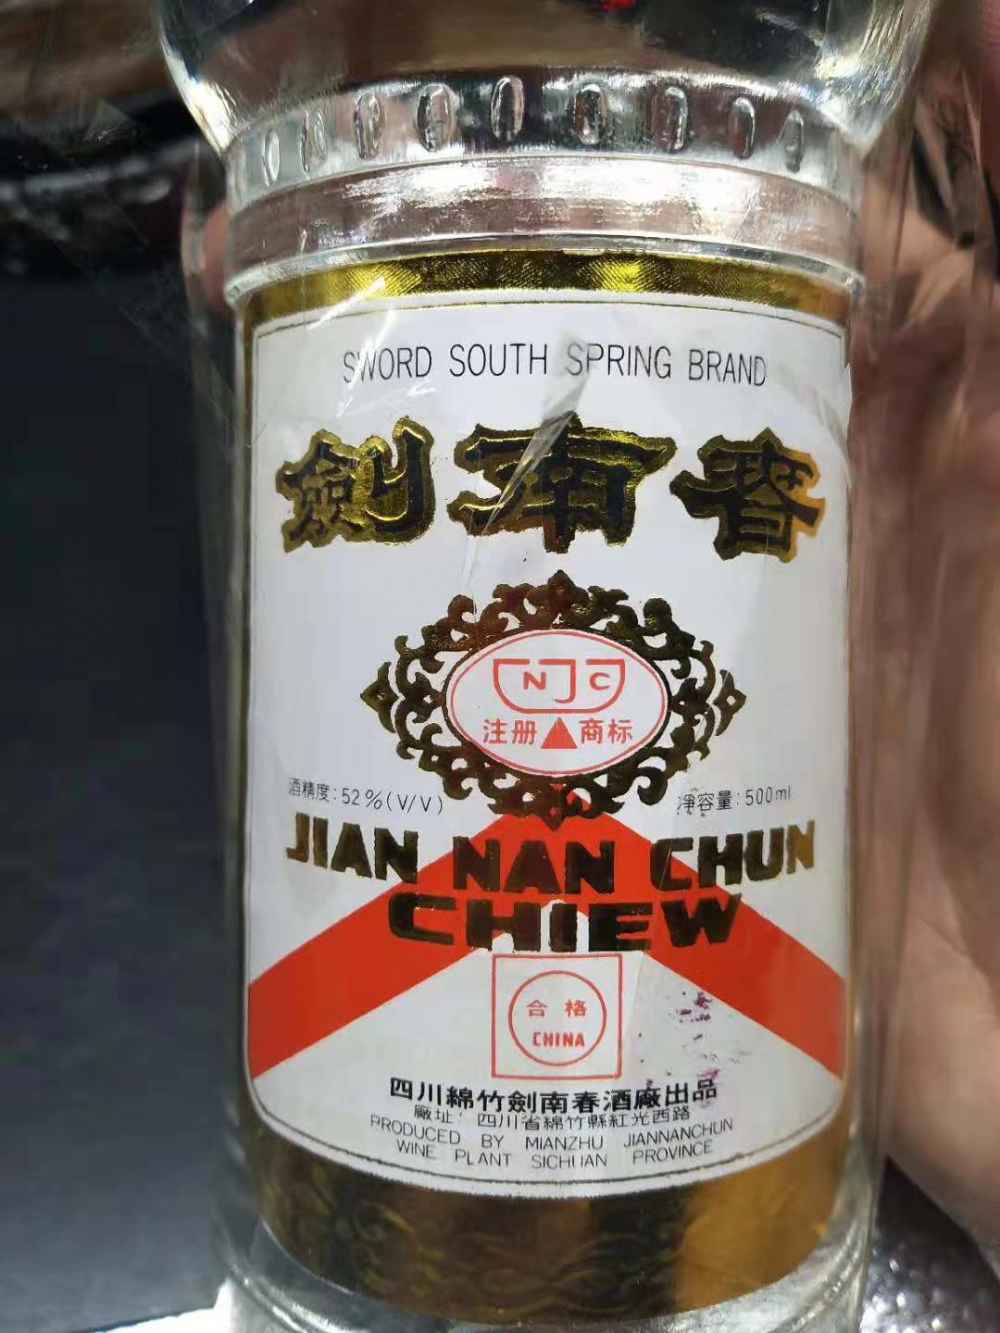 SWORD SOUTH SPRING BRAND
劍南春
NJC
注册 商标
酒精度:52%(V/V)
淨容量:500ml
JIAN NAN CHUN
CHIEW
合格
CHINA
四川綿竹劍南春酒廠出品
廠址:四川省綿竹縣紅光西路
PRODUCED BY MIANZHU JIANNANCHUN
WINE PLANT SICHUAN PROVINCE